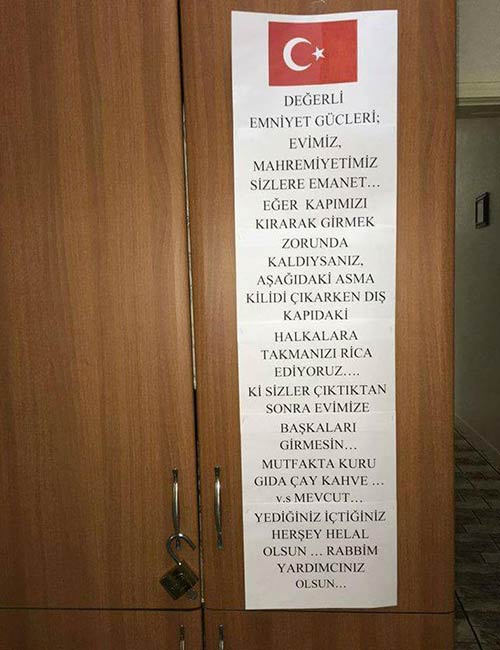 DEĞERLİ
EMNİYET GÜÇLERİ;
EVİMİZ,
MAHREMİYETİMİZ
SİZLERE EMANET…
EĞER KAPIMIZI
KIRARAK GİRMEK
ZORUNDA
KALDIYSANIZ,
AŞAĞIDAKİ ASMA
KİLİDİ ÇIKARKEN DIŞ
KAPIDAKİ
HALKALARA
TAKMANIZI RİCA
EDİYORUZ….
Kİ SİZLER ÇIKTIKTAN
SONRA EVİMİZE
BAŞKALARI
GİRMESİN…
MUTFAKTA KURU
GIDA ÇAY KAHVE …
v.s MEVCUT…
YEDİĞİNİZ İÇTİĞİNİZ
HERŞEY HELAL
OLSUN … RABBİM
YARDIMCINIZ
OLSUN…